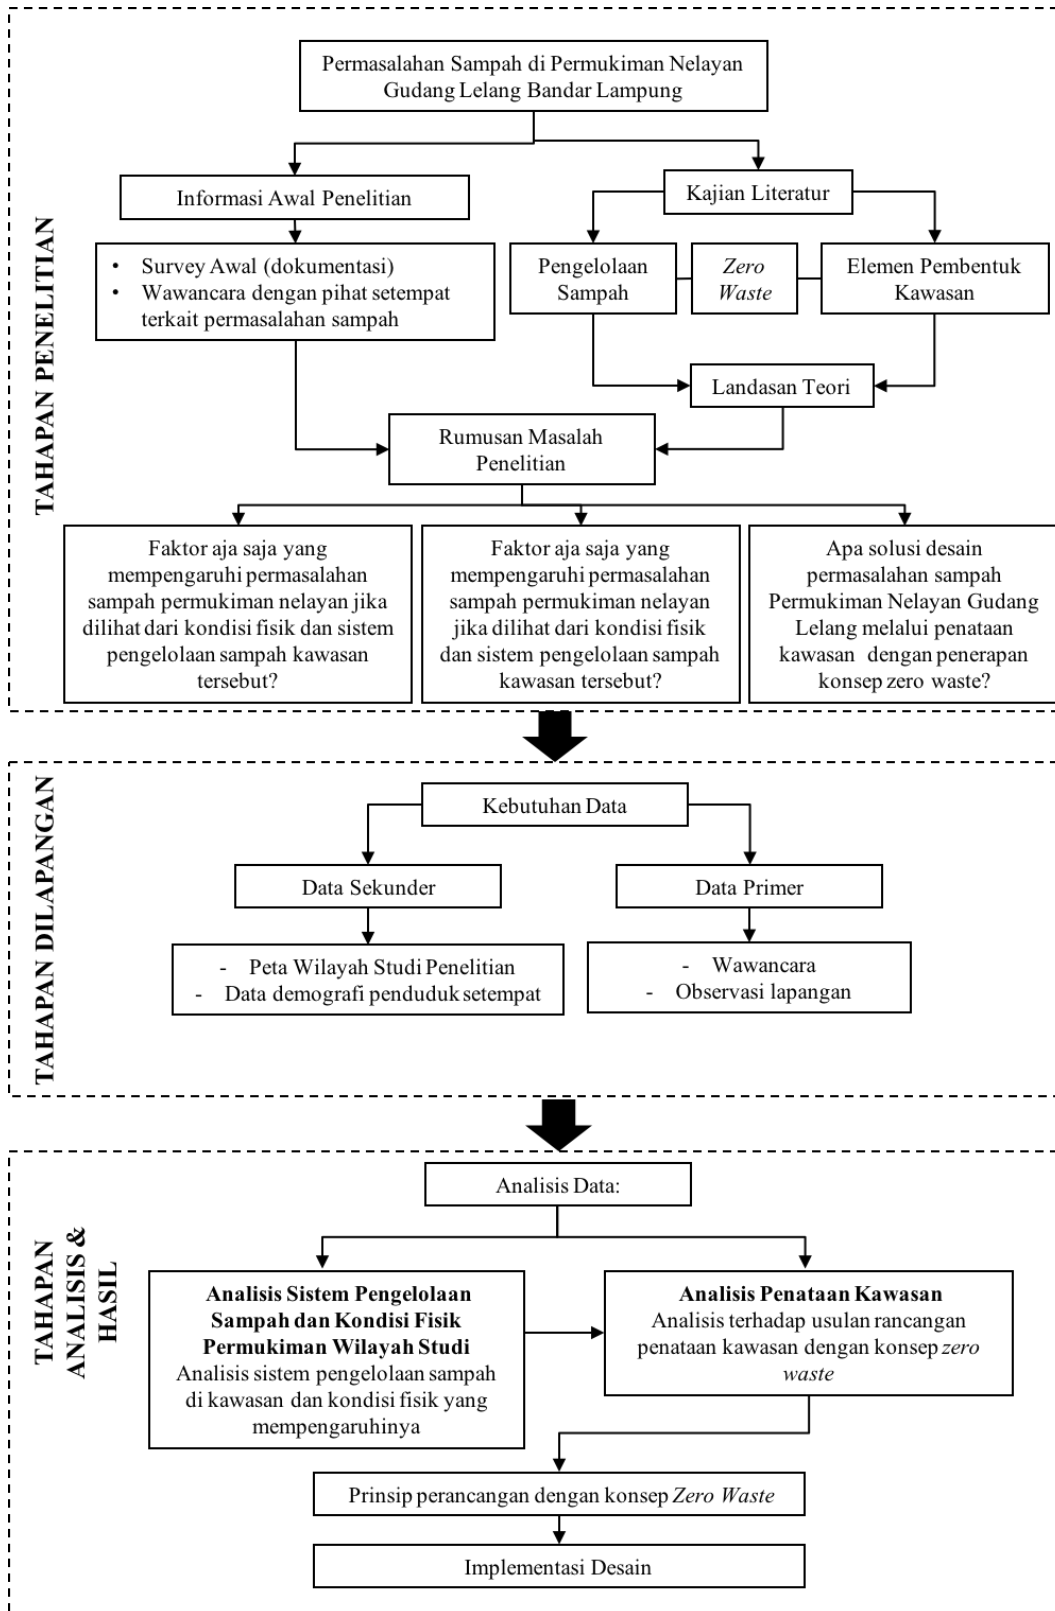 TAHAPAN PENELITIAN
Permasalahan Sampah di Permukiman Nelayan
Gudang Lelang Bandar Lampung
Informasi Awal Penelitian
Kajian Literatur
• Survey Awal (dokumentasi)
• Wawancara dengan pihat setempat
terkait permasalahan sampah
Pengelolaan
Sampah
Zero
Waste
Elemen Pembentuk
Kawasan
Landasan Teori
Rumusan Masalah
Penelitian
Faktor aja saja yang
mempengaruhi permasalahan
sampah permukiman nelayan jika
dilihat dari kondisi fisik dan sistem
pengelolaan sampah kawasan
tersebut?
Faktor aja saja yang
mempengaruhi permasalahan
sampah permukiman nelayan
jika dilihat dari kondisi fisik
dan sistem pengelolaan sampah
kawasan tersebut?
Apa solusi desain
permasalahan sampah
Permukiman Nelayan Gudang
Lelang melalui penataan
kawasan dengan penerapan
konsep zero waste?
TAHAPAN DILAPANGAN
Kebutuhan Data
Data Sekunder
Data Primer
- Peta Wilayah Studi Penelitian
- Data demografi penduduk setempat
- Wawancara
- Observasi lapangan
TAHAPAN
ANALISIS &
HASIL
Analisis Data:
Analisis Sistem Pengelolaan
Sampah dan Kondisi Fisik
Permukiman Wilayah Studi
Analisis sistem pengelolaan sampah
di kawasan dan kondisi fisik yang
mempengaruhinya
Analisis Penataan Kawasan
Analisis terhadap usulan rancangan
penataan kawasan dengan konsep zero
waste
Prinsip perancangan dengan konsep Zero Waste
Implementasi Desain